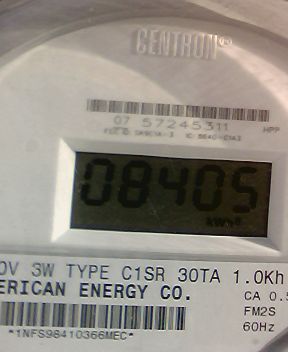 CENTRON®
07 57245311 HPP
08405
kWh
0V 3W TYPE C1SR 30TA 1.0Kh
ERICAN ENERGY CO. CA 0.5
FM2S
*1NFS98410366MEC* 60Hz